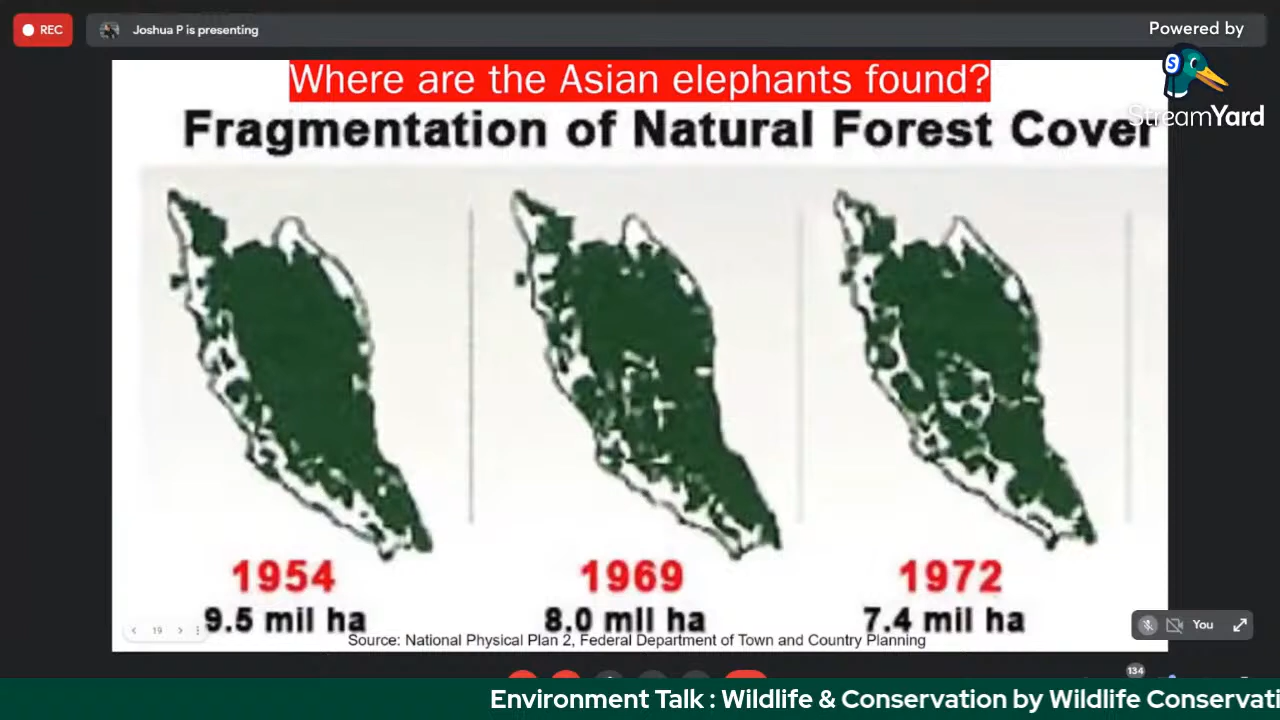 REC
Joshua P is presenting
Powered by
S
StreamYard
Where are the Asian elephants found?
Fragmentation of Natural Forest Cover
1954
1969
1972
9.5 mil ha
8.0 mil ha
7.4 mil ha
19
Source: National Physical Plan 2, Federal Department of Town and Country Planning
You
134
Environment Talk : Wildlife & Conservation by Wildlife Conservati